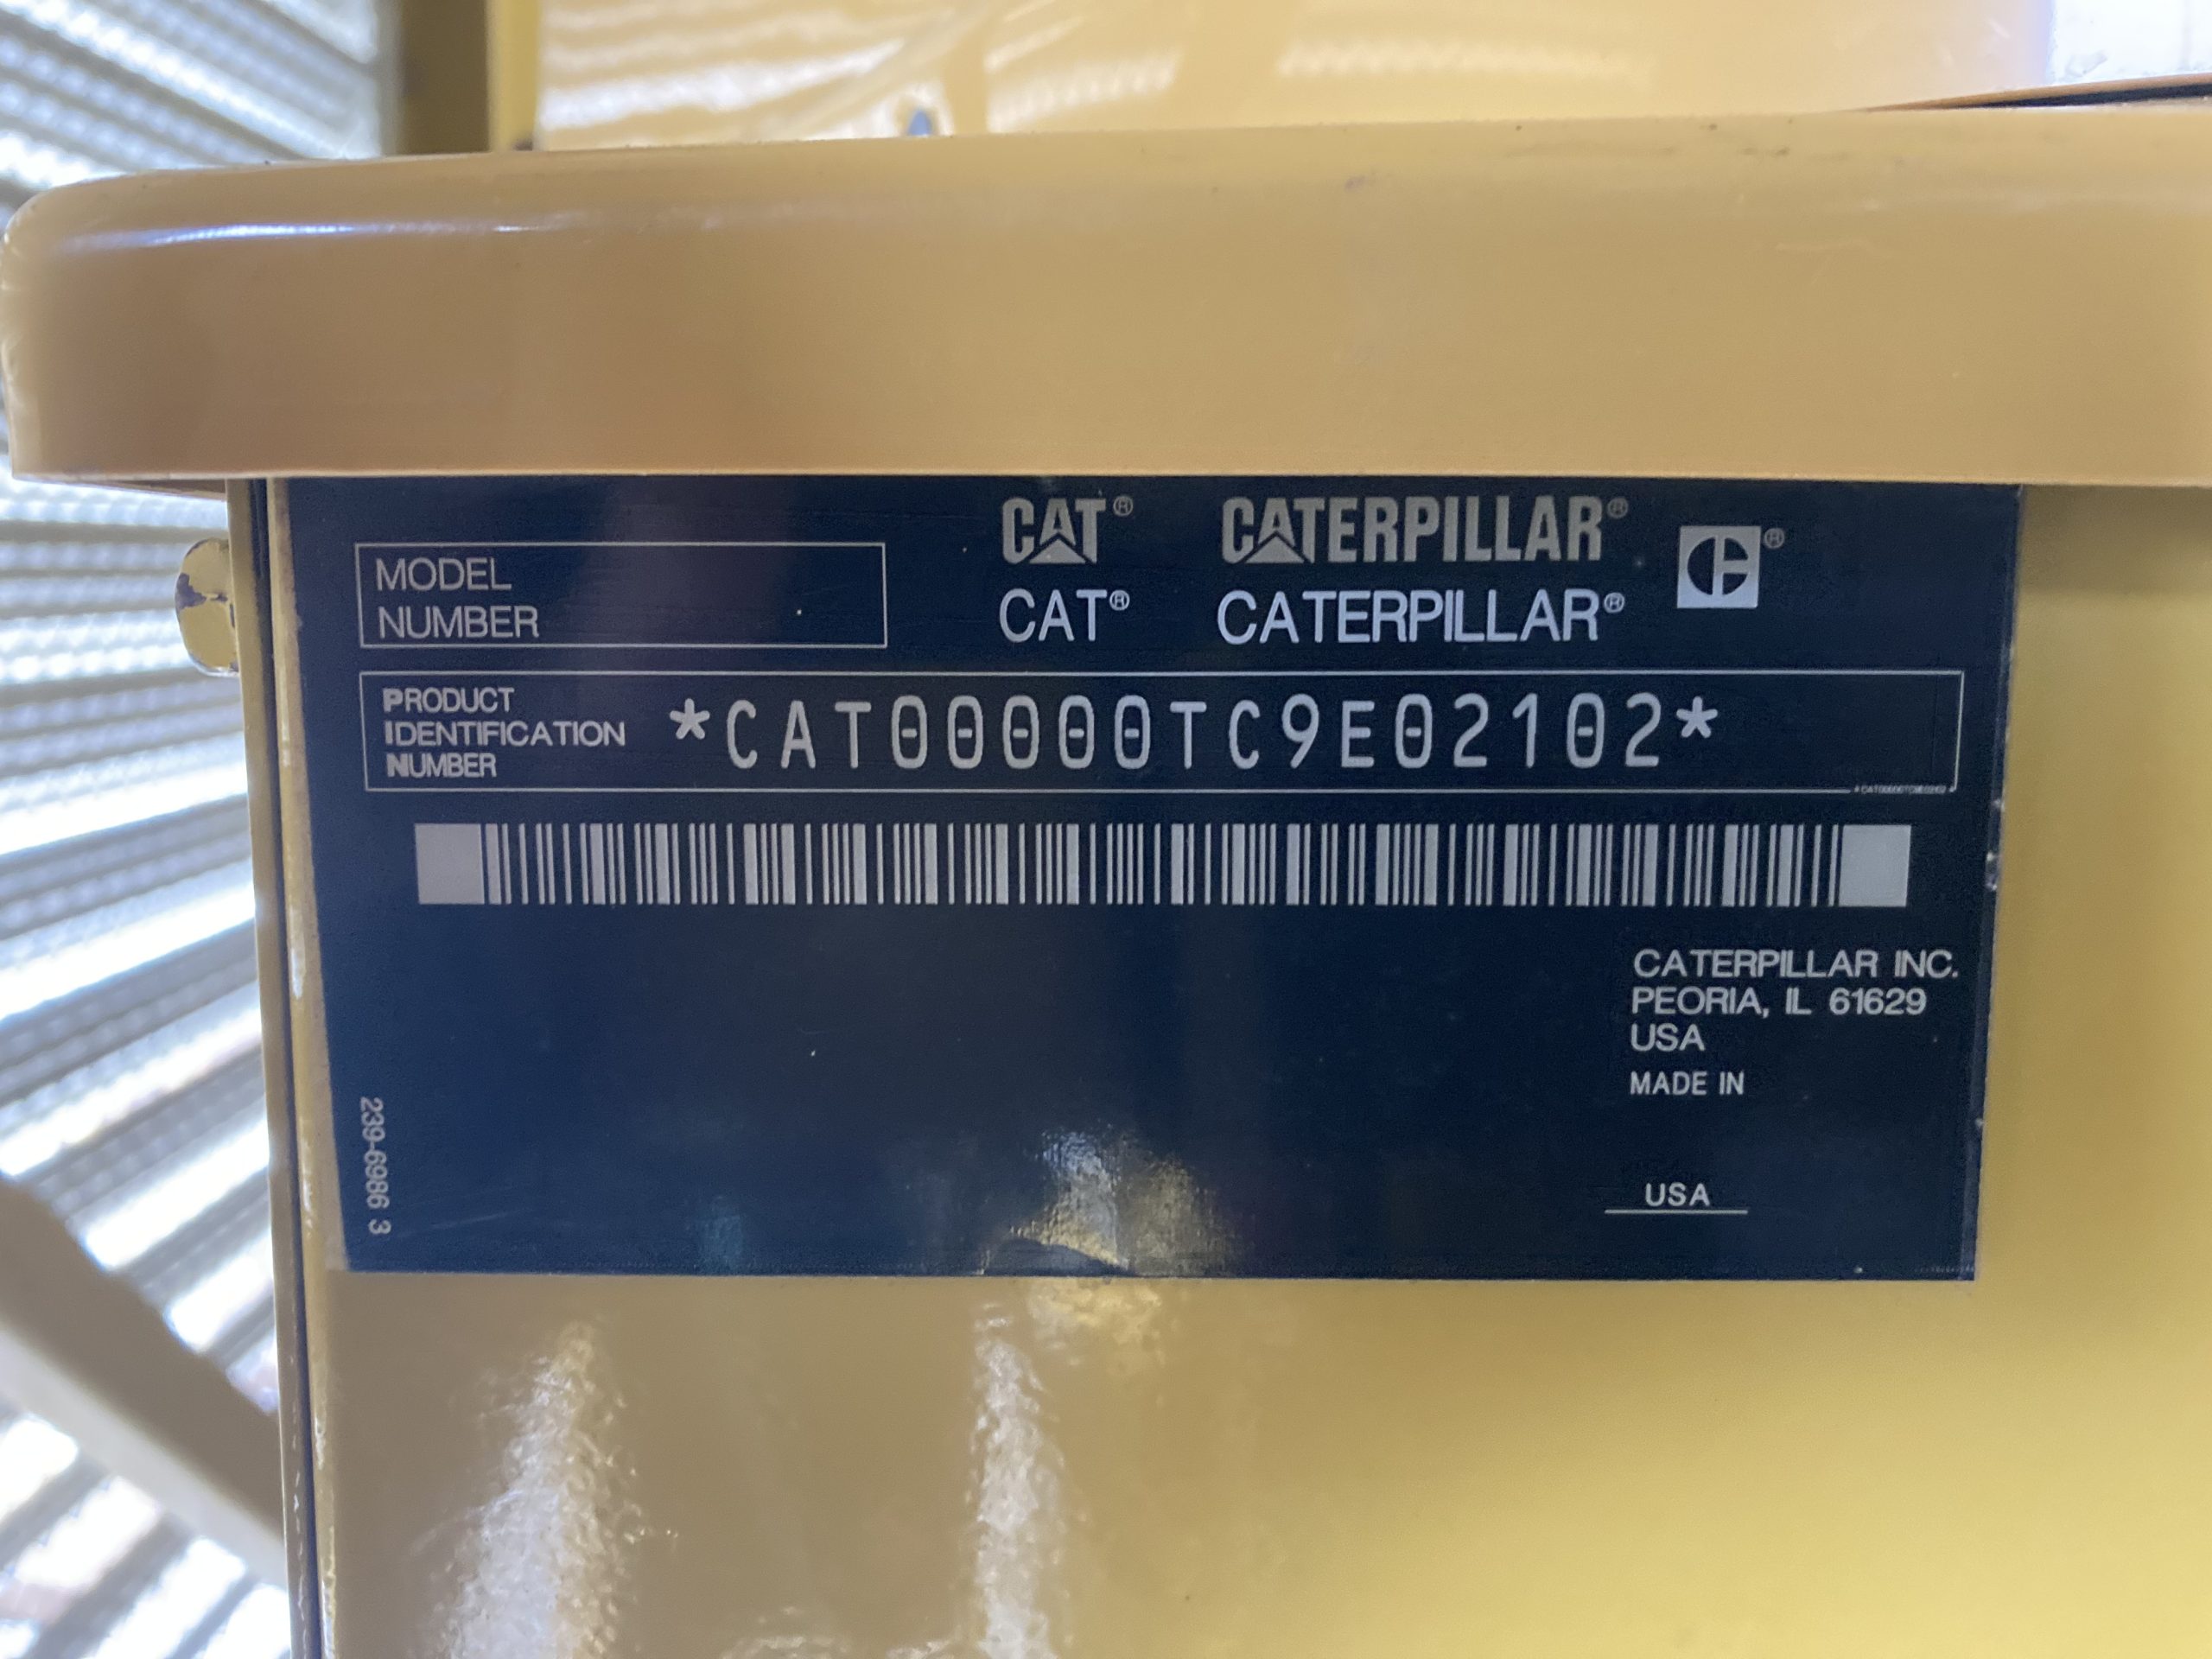 CAT® CATERPILLAR®
CAT® CATERPILLAR®
MODEL
NUMBER
PRODUCT
IDENTIFICATION
NUMBER
*CAT00000TC9E02102*
CATERPILLAR INC.
PEORIA, IL 61629
USA
MADE IN
USA
239-6986 3